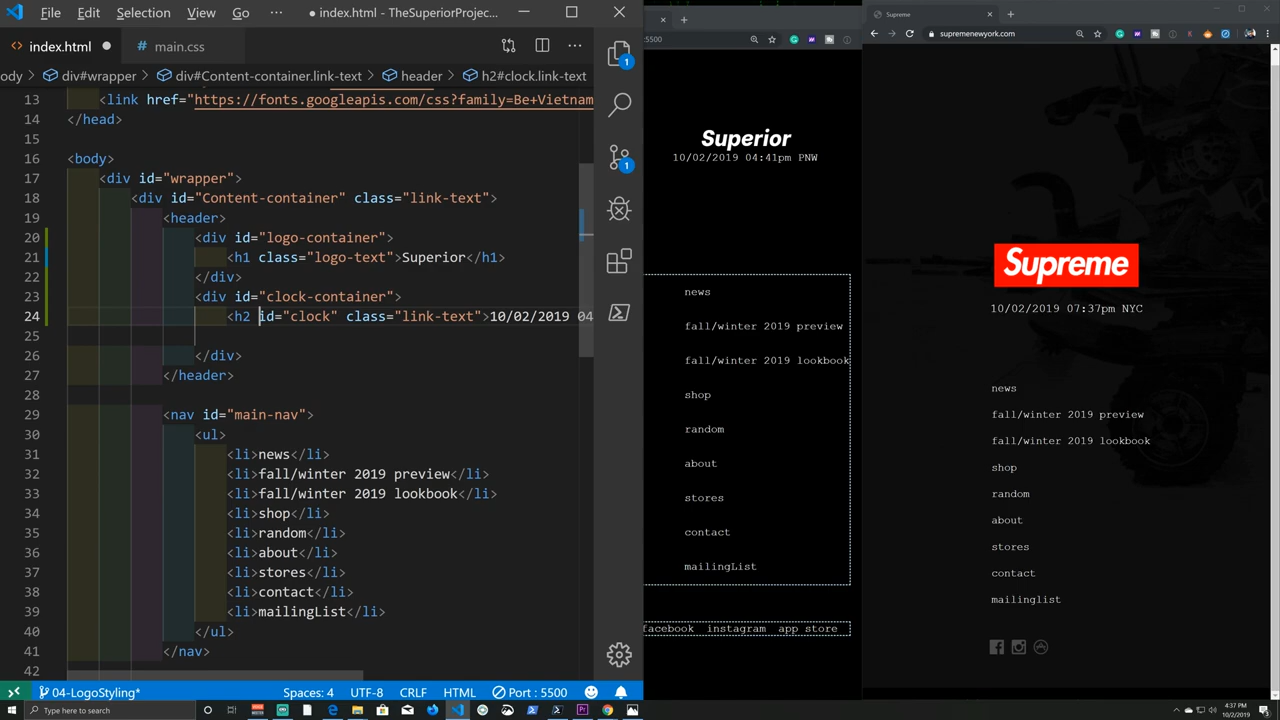 File
Edit
Selection
View
Go
index.html - TheSuperiorProjec...
index.html
main.css
ody
div#wrapper
div#Content-container.link-text
header
h2#clock.link-text
13 <link href="https://fonts.googleapis.com/css?family=Be+Vietnam
14 </head>
15
16 <body>
17 <div id="wrapper">
18 <div id="Content-container" class="link-text">
19 <header>
20 <div id="logo-container">
21 <h1 class="logo-text">Superior</h1>
22 </div>
23 <div id="clock-container">
24 <h2 id="clock" class="link-text">10/02/2019 04
25
26 </div>
27 </header>
28
29 <nav id="main-nav">
30 <ul>
31 <li>news</li>
32 <li>fall/winter 2019 preview</li>
33 <li>fall/winter 2019 lookbook</li>
34 <li>shop</li>
35 <li>random</li>
36 <li>about</li>
37 <li>stores</li>
38 <li>contact</li>
39 <li>mailingList</li>
40 </ul>
41 </nav>
42
1
1
04-LogoStyling*
Spaces: 4
UTF-8
CRLF
HTML
Port : 5500
5500
Superior
10/02/2019 04:41pm PNW
news
fall/winter 2019 preview
fall/winter 2019 lookbook
shop
random
about
stores
contact
mailingList
facebook instagram app store
Supreme
supremenewyork.com
Supreme
10/02/2019 07:37pm NYC
news
fall/winter 2019 preview
fall/winter 2019 lookbook
shop
random
about
stores
contact
mailinglist
Type here to search
4:37 PM
10/2/2019